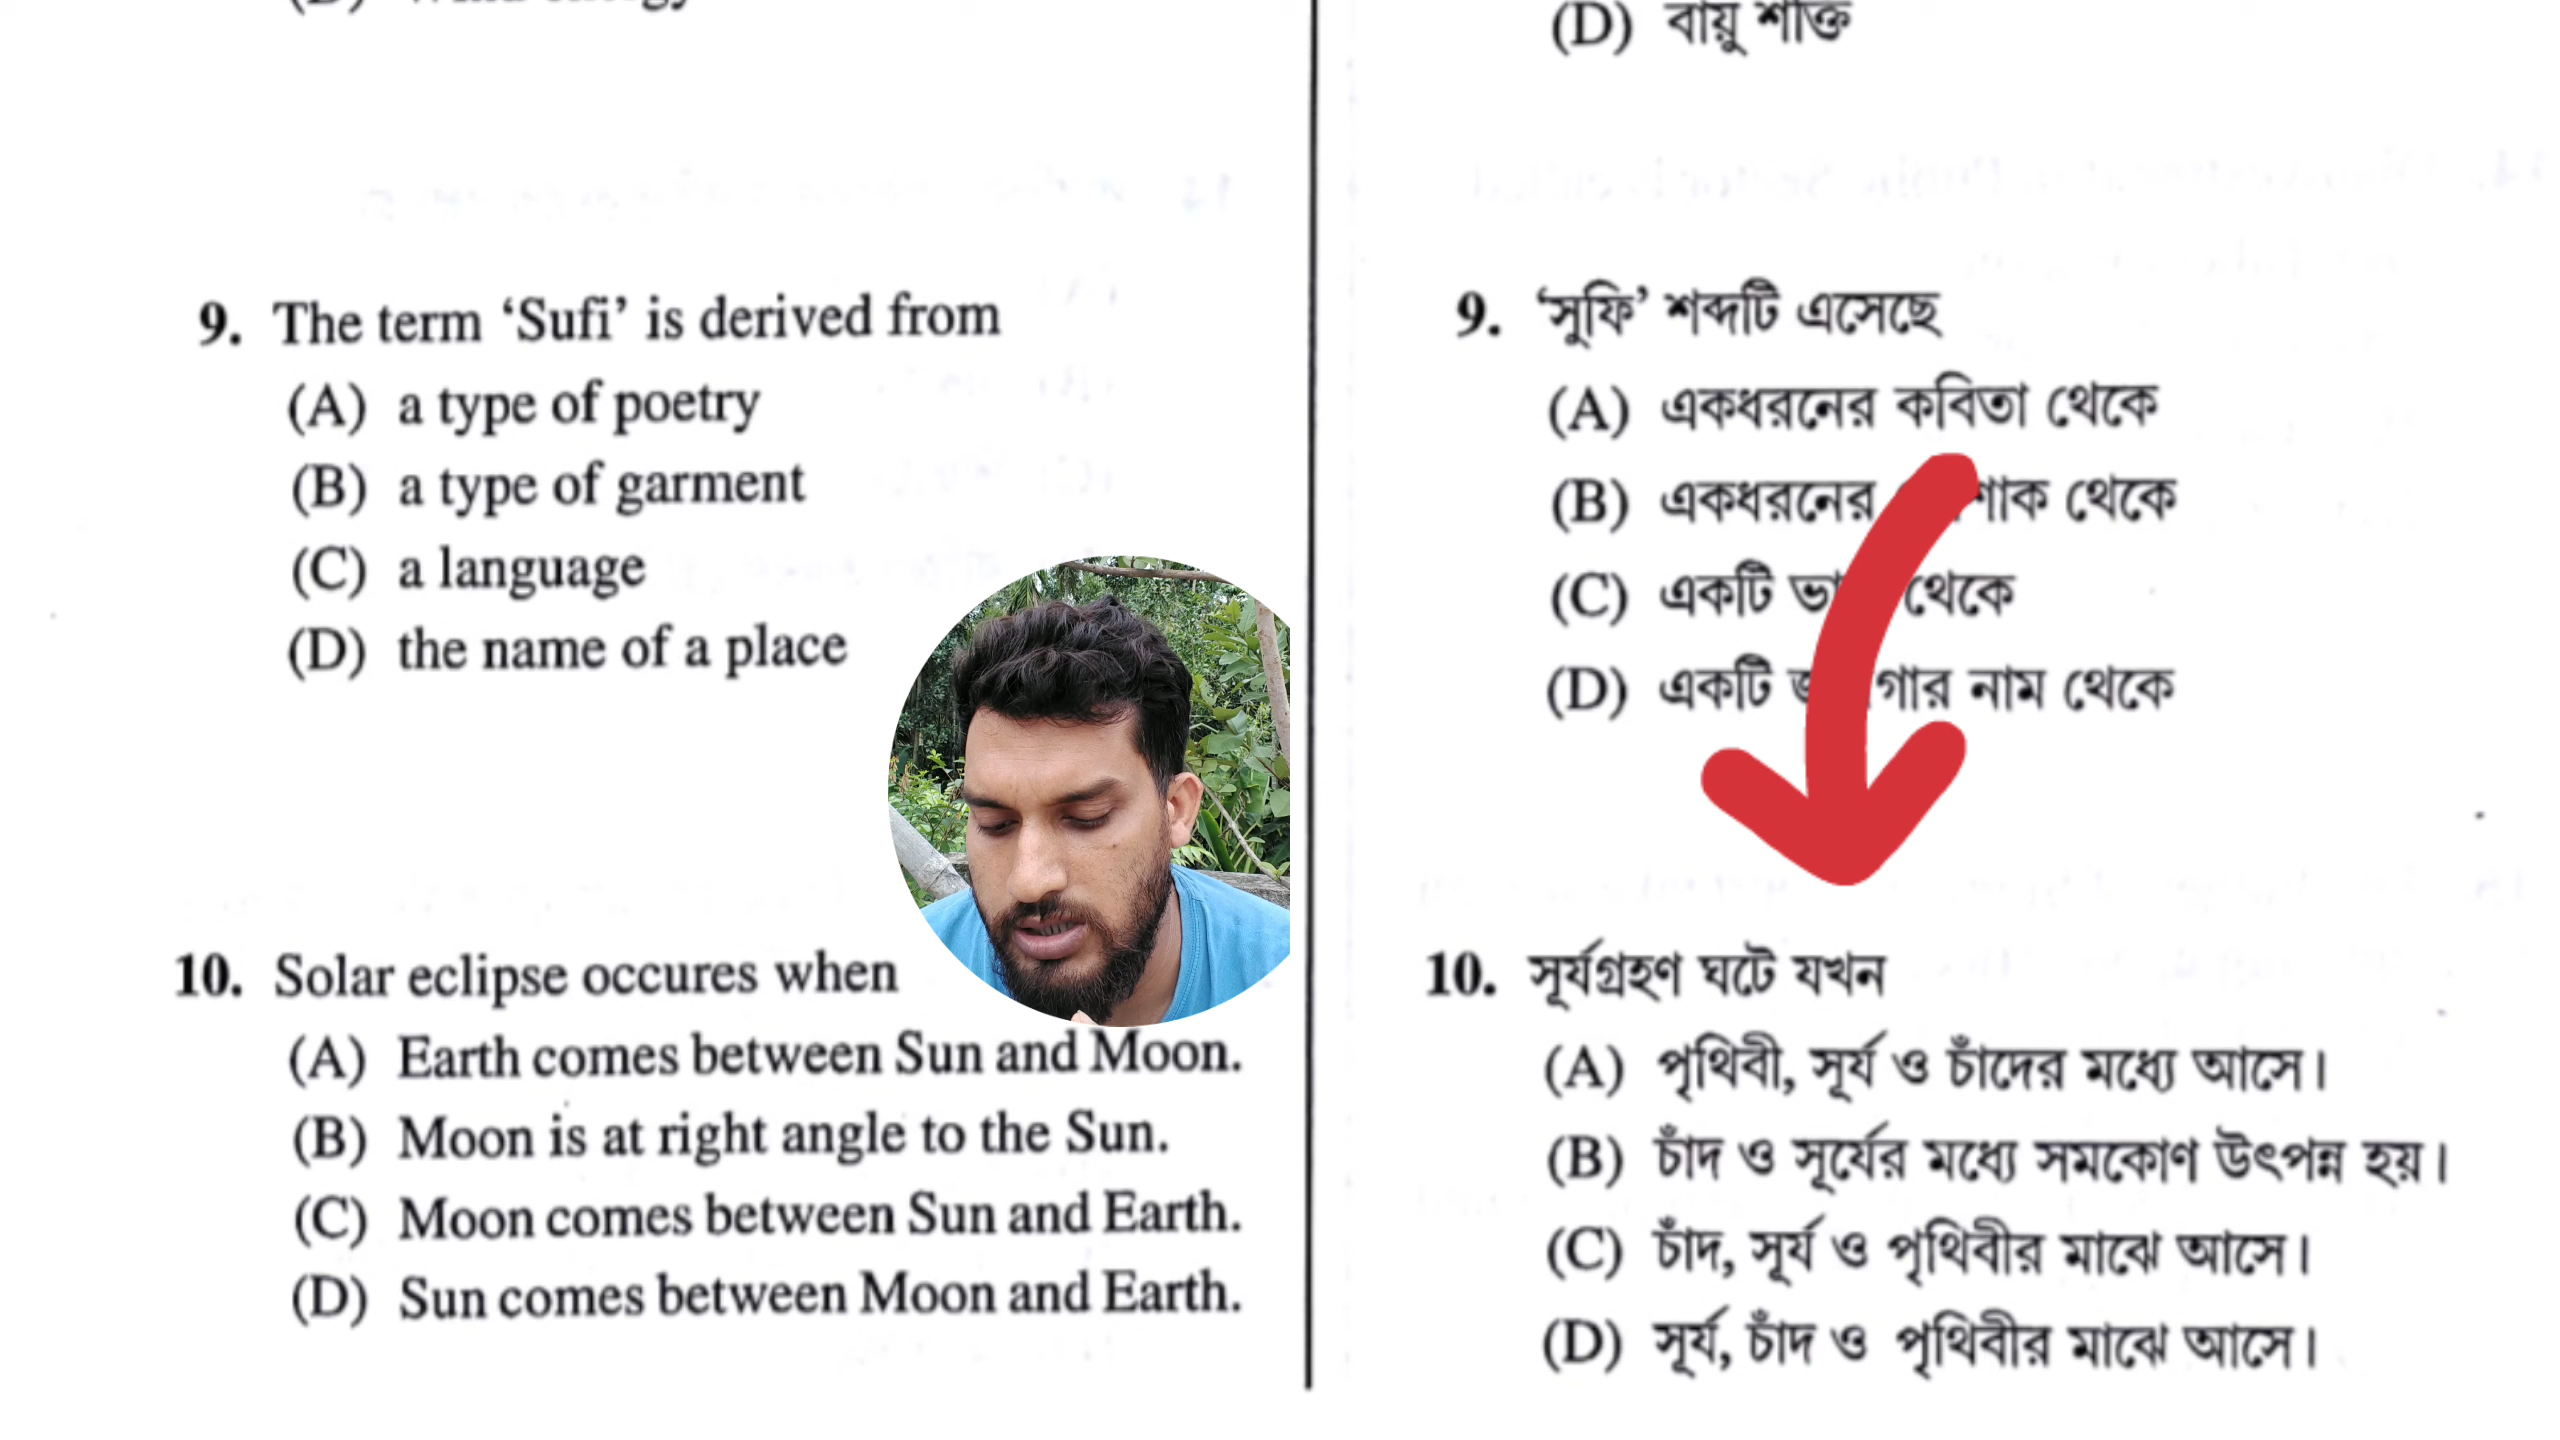 9. The term ‘Sufi’ is derived from
(A) a type of poetry
(B) a type of garment
(C) a language
(D) the name of a place
10. Solar eclipse occures when
(A) Earth comes between Sun and Moon.
(B) Moon is at right angle to the Sun.
(C) Moon comes between Sun and Earth.
(D) Sun comes between Moon and Earth.
(D) বায়ু শক্তি
9. ‘সুফি’ শব্দটি এসেছে
(A) একধরনের কবিতা থেকে
(B) একধরনের থেকে
(C) একটি থেকে
(D) একটি নাম থেকে
10. সূর্যগ্রহণ ঘটে যখন
(A) পৃথিবী, সূর্য ও চাঁদের মধ্যে আসে।
(B) চাঁদ ও সূর্যের মধ্যে সমকোণ উৎপন্ন হয়।
(C) চাঁদ, সূর্য ও পৃথিবীর মাঝে আসে।
(D) সূর্য, চাঁদ ও পৃথিবীর মাঝে আসে।